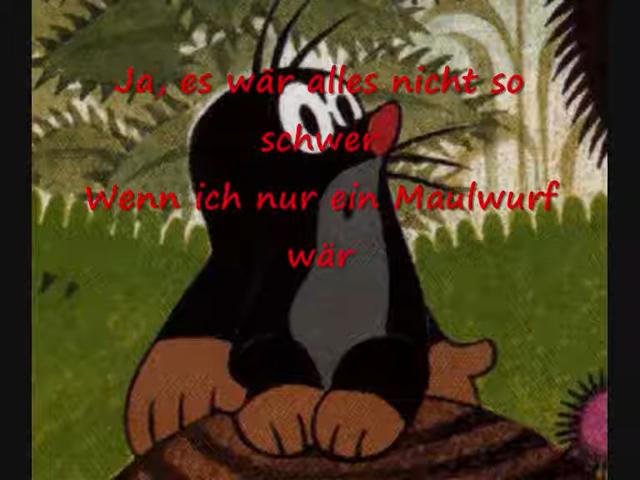 Ja, es wär alles nicht so
schwer
Wenn ich nur ein Maulwurf
wär